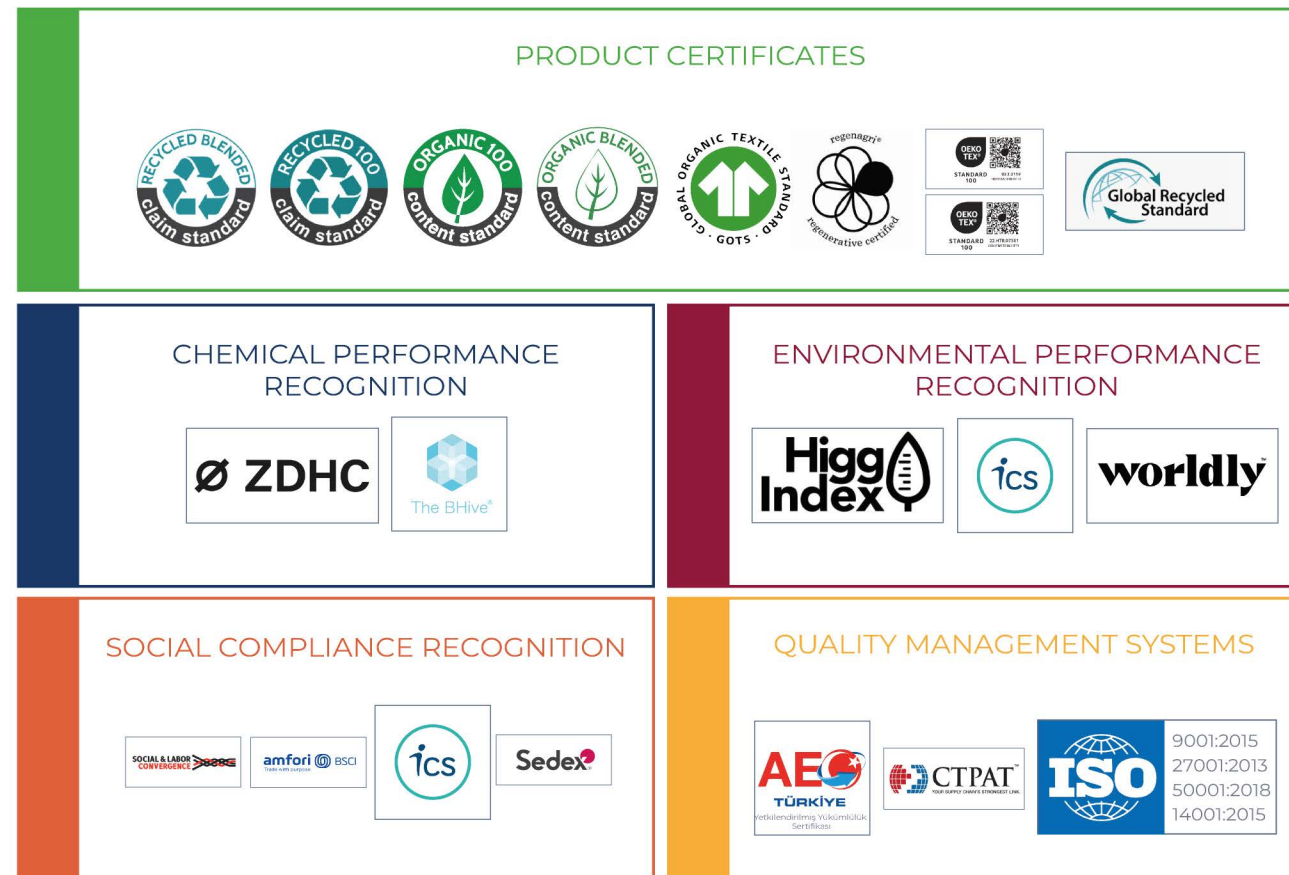 PRODUCT CERTIFICATES
RECYCLED BLENDED
claim standard
RECYCLED 100
claim standard
ORGANIC 100
content standard
ORGANIC BLENDED
content standard
GLOBAL ORGANIC TEXTILE STANDARD · GOTS ·
regenagri®
regenerative certified
OEKO
TEX®
STANDARD
100
OEKO
TEX®
STANDARD
100
Global Recycled
Standard
CHEMICAL PERFORMANCE
RECOGNITION
ZDHC
The BHive®
ENVIRONMENTAL PERFORMANCE
RECOGNITION
Higg
Index
ics
worldly™
SOCIAL COMPLIANCE RECOGNITION
SOCIAL & LABOR
CONVERGENCE
amfori BSCI
Trade with purpose
ics
Sedex
QUALITY MANAGEMENT SYSTEMS
AEO
TÜRKİYE
Yetkilendirilmiş Yükümlülük
Sertifikası
CTPAT™
YOUR SUPPLY CHAIN'S STRONGEST LINK.
ISO
9001:2015
27001:2013
50001:2018
14001:2015